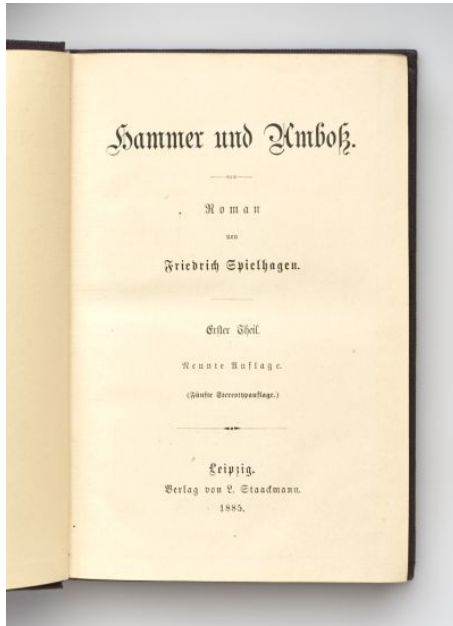 Hammer und Amboß.
Roman
von
Friedrich Spielhagen.
Erster Theil.
Neunte Auflage.
(Fünfte Stereotypauflage.)
Leipzig.
Verlag von L. Staackmann.
1885.